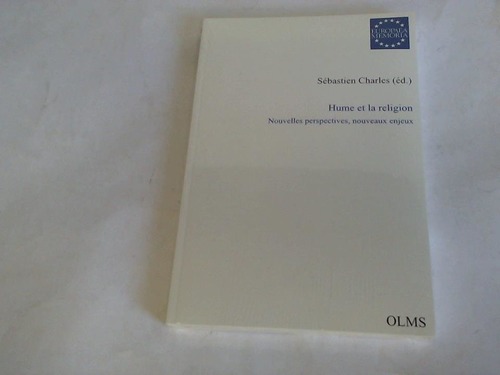 EUROPAEA
MEMORIA
Sébastien Charles (éd.)
Hume et la religion
Nouvelles perspectives, nouveaux enjeux
OLMS